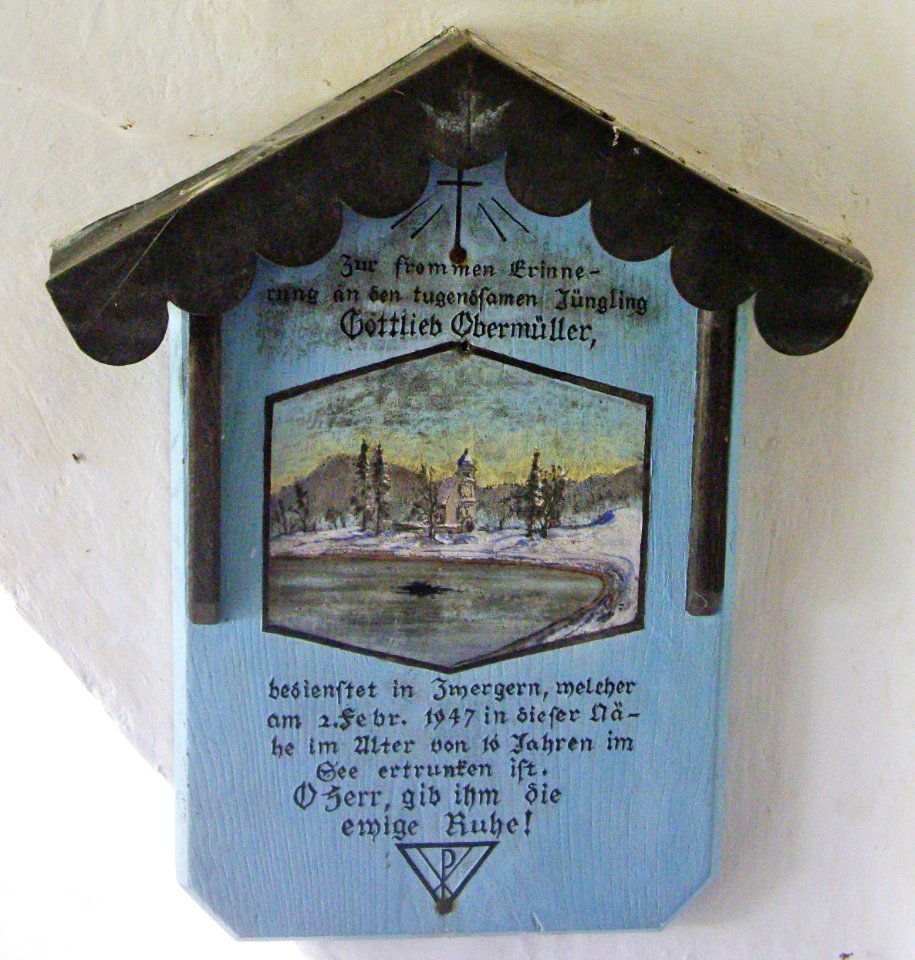 Zur frommen Erinne-
rung an den tugendsamen Jüngling
Gottlieb Obermüller,
bedienstet in Zwergern, welcher
am 2. Febr. 1947 in dieser Nä-
he im Alter von 16 Jahren im
See ertrunken ist.
O Herr, gib ihm die
ewige Ruhe!